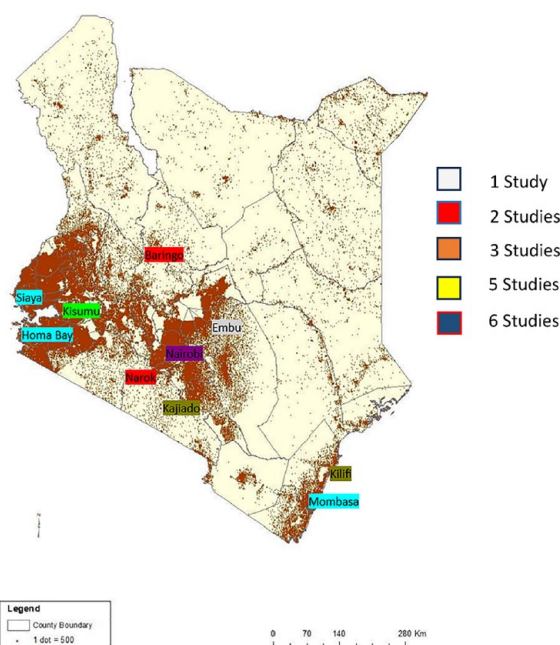 1 Study
2 Studies
3 Studies
5 Studies
6 Studies
Baringo
Siaya
Kisumu
Homa Bay
Embu
Nairobi
Narok
Kajiado
Kilifi
Mombasa
Legend
County Boundary
1 dot = 500
0 70 140 280 Km